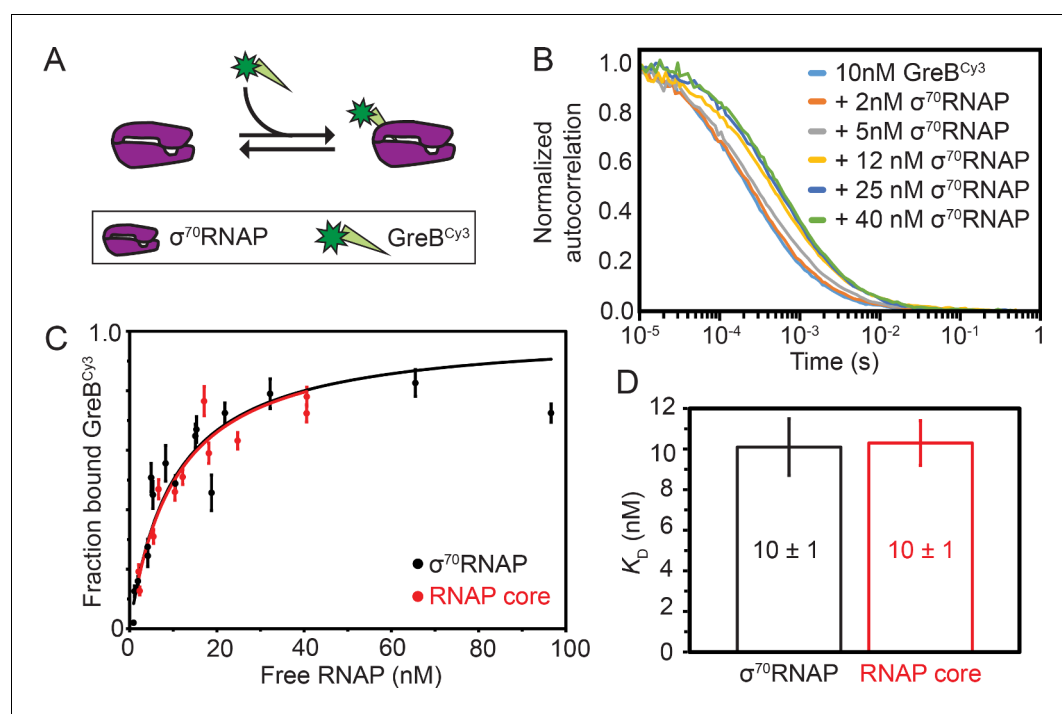 A
σ⁷⁰RNAP
GreBᶜʸ³
B
Normalized
autocorrelation
1.0
0.8
0.6
0.4
0.2
0.0
10nM GreBᶜʸ³
+ 2nM σ⁷⁰RNAP
+ 5nM σ⁷⁰RNAP
+ 12 nM σ⁷⁰RNAP
+ 25 nM σ⁷⁰RNAP
+ 40 nM σ⁷⁰RNAP
10⁻⁵ 10⁻⁴ 10⁻³ 10⁻² 10⁻¹ 1
Time (s)
C
Fraction bound GreBᶜʸ³
1.0
0
σ⁷⁰RNAP
RNAP core
0 20 40 60 80 100
Free RNAP (nM)
D
K_D (nM)
12
10
8
6
4
2
0
10 ± 1 10 ± 1
σ⁷⁰RNAP RNAP core